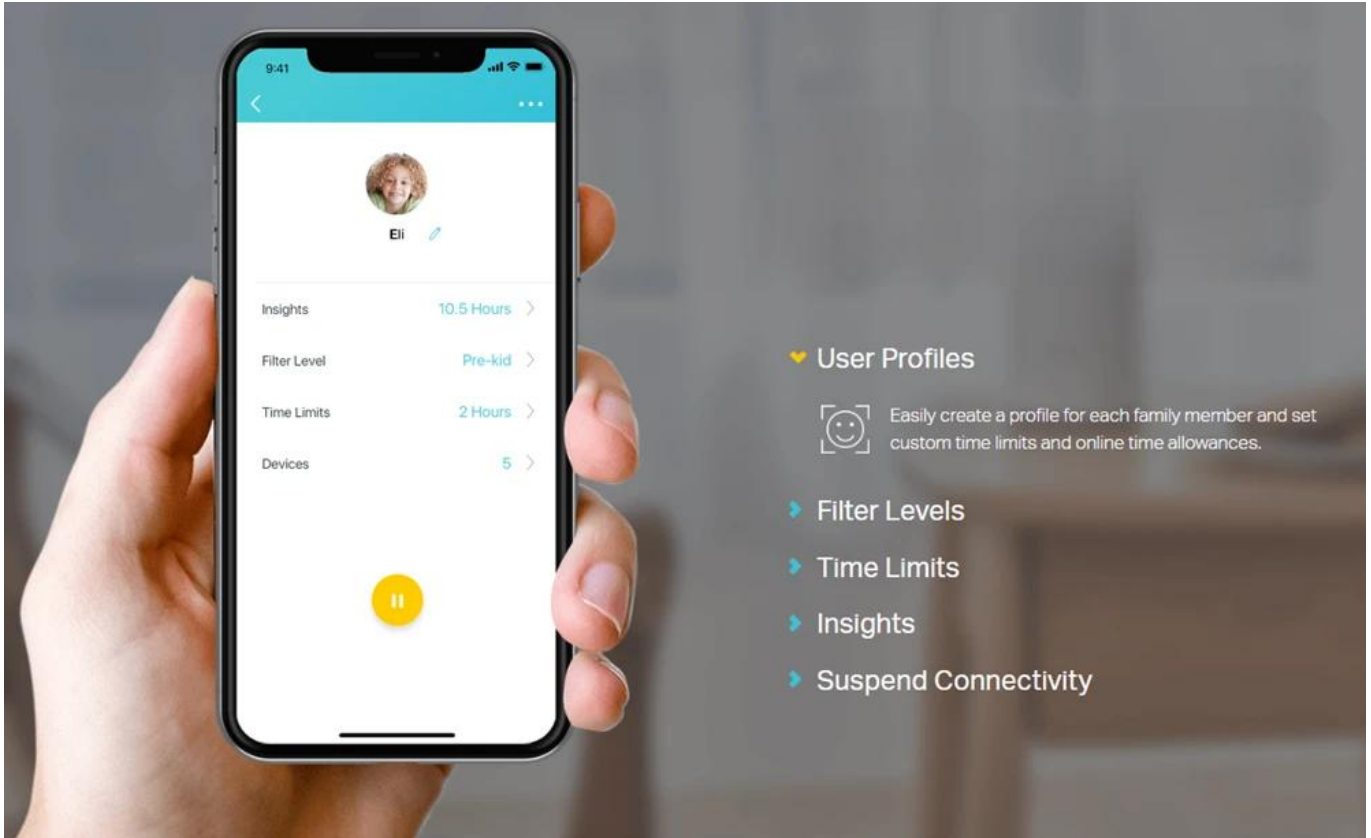 9:41
Eli
Insights 10.5 Hours
Filter Level Pre-kid
Time Limits 2 Hours
Devices 5
User Profiles
Easily create a profile for each family member and set
custom time limits and online time allowances.
Filter Levels
Time Limits
Insights
Suspend Connectivity